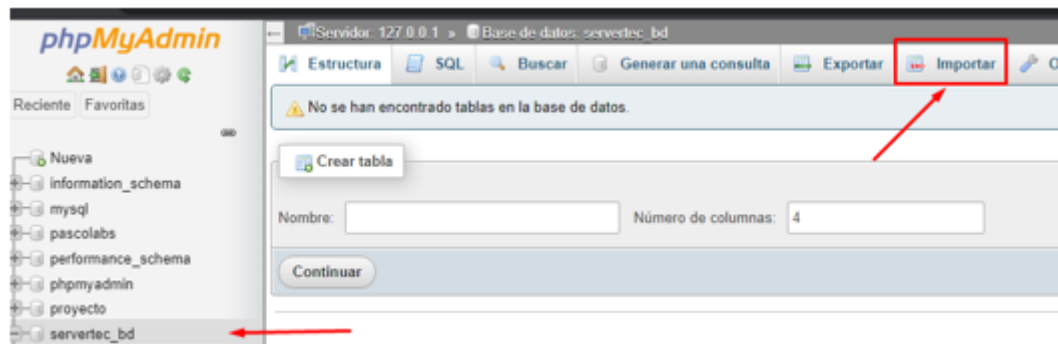 phpMyAdmin
Reciente Favoritas
Nueva
information_schema
mysql
pascolabs
performance_schema
phpmyadmin
proyecto
servertec_bd
Servidor: 127.0.0.1 » Base de datos: servertec_bd
Estructura SQL Buscar Generar una consulta Exportar Importar O
No se han encontrado tablas en la base de datos.
Crear tabla
Nombre: Número de columnas: 4
Continuar